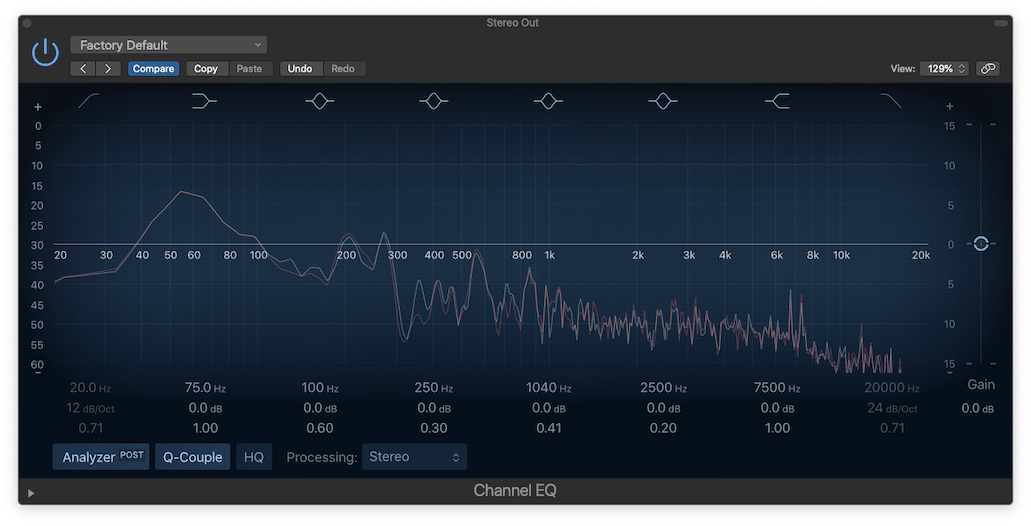 Stereo Out
Factory Default
Compare Copy Paste Undo Redo View: 129%
+ +
0 15
5
10 10
15
20 5
25
30 0
20 30 40 50 60 80 100 200 300 400 500 800 1k 2k 3k 4k 6k 8k 10k 20k
35
40 5
45
50 10
55
60 15
- -
20.0 Hz 75.0 Hz 100 Hz 250 Hz 1040 Hz 2500 Hz 7500 Hz 20000 Hz Gain
12 dB/Oct 0.0 dB 0.0 dB 0.0 dB 0.0 dB 0.0 dB 0.0 dB 24 dB/Oct 0.0 dB
0.71 1.00 0.60 0.30 0.41 0.20 1.00 0.71
Analyzer POST Q-Couple HQ Processing: Stereo
Channel EQ